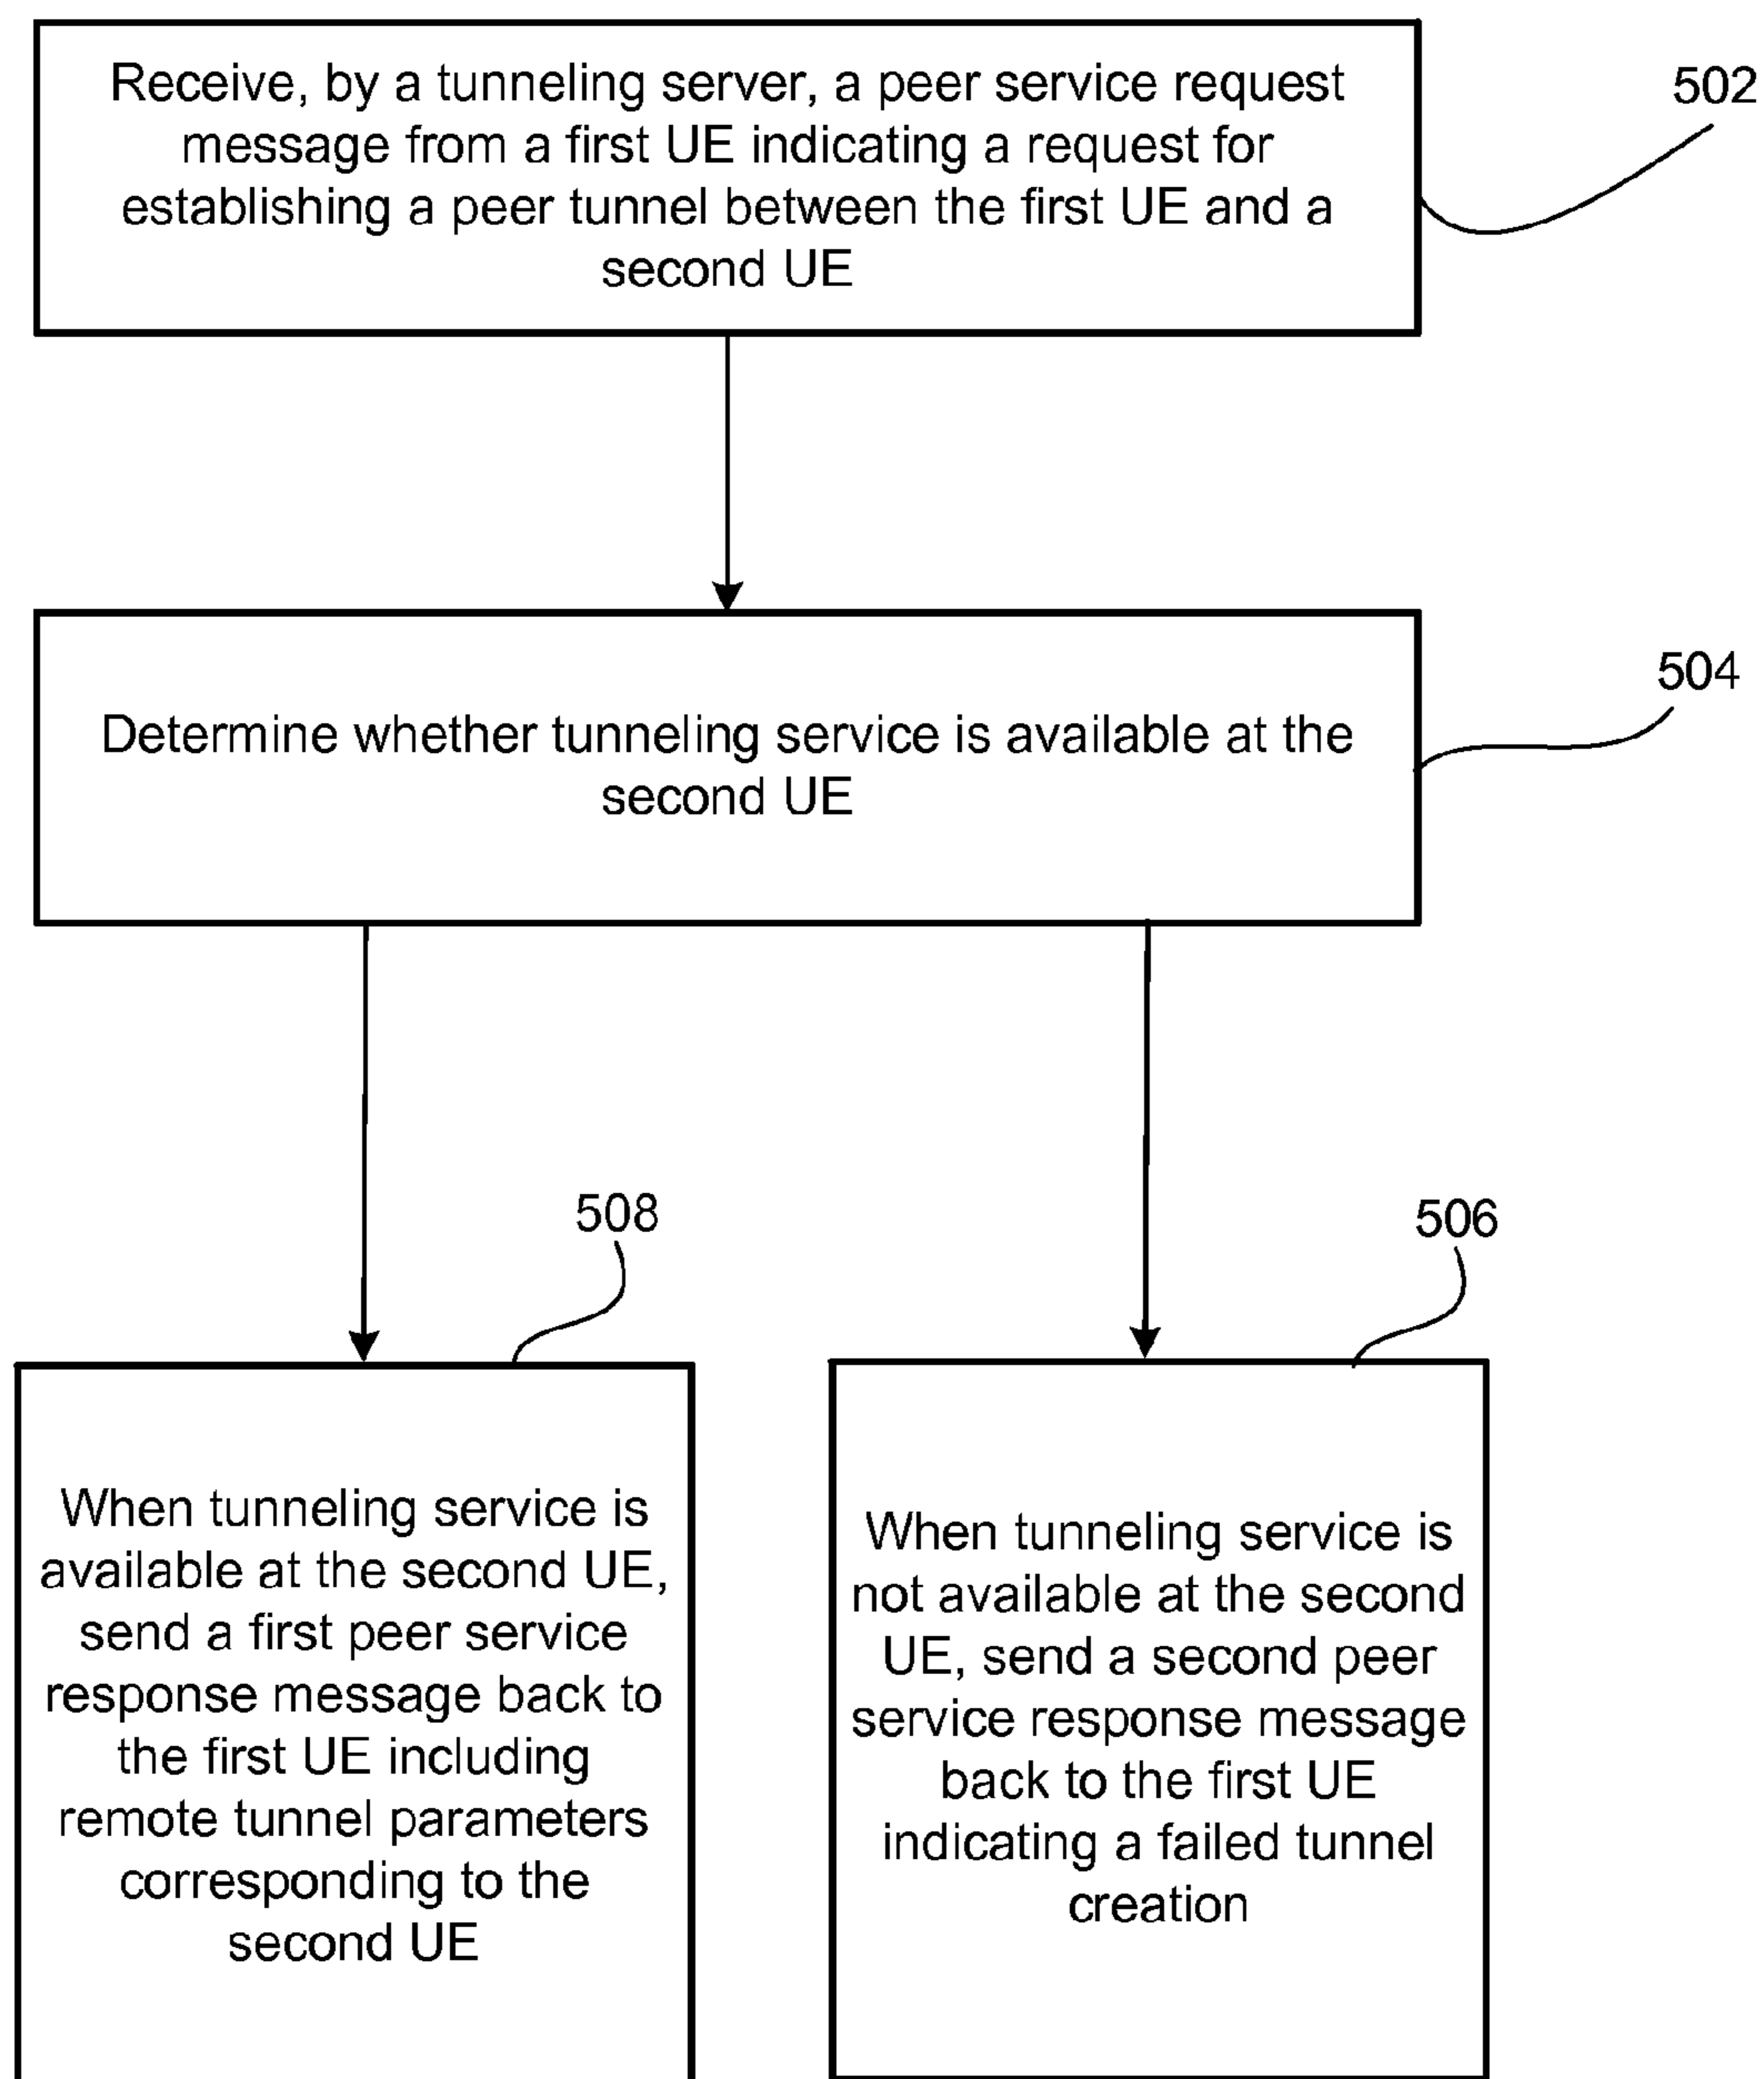 Receive, by a tunneling server, a peer service request
message from a first UE indicating a request for
establishing a peer tunnel between the first UE and a
second UE
502
Determine whether tunneling service is available at the
second UE
504
508
When tunneling service is
available at the second UE,
send a first peer service
response message back to
the first UE including
remote tunnel parameters
corresponding to the
second UE
506
When tunneling service is
not available at the second
UE, send a second peer
service response message
back to the first UE
indicating a failed tunnel
creation